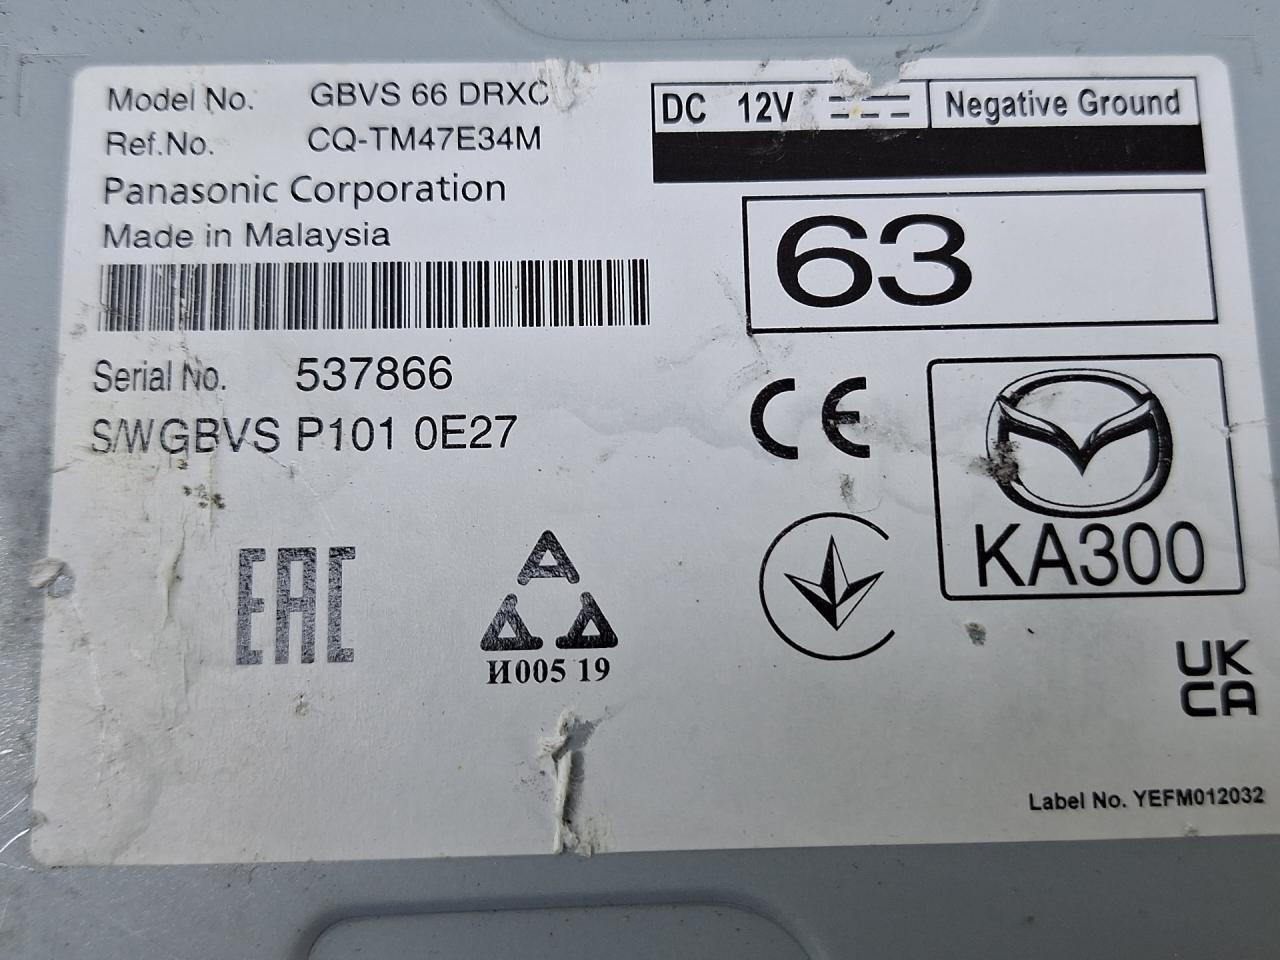 Model No. GBVS 66 DRXC
Ref.No. CQ-TM47E34M
Panasonic Corporation
Made in Malaysia
Serial No. 537866
S/WGBVS P101 0E27
DC 12V
Negative Ground
63
CE
KA300
EAC
И005 19
UK
CA
Label No. YEFM012032